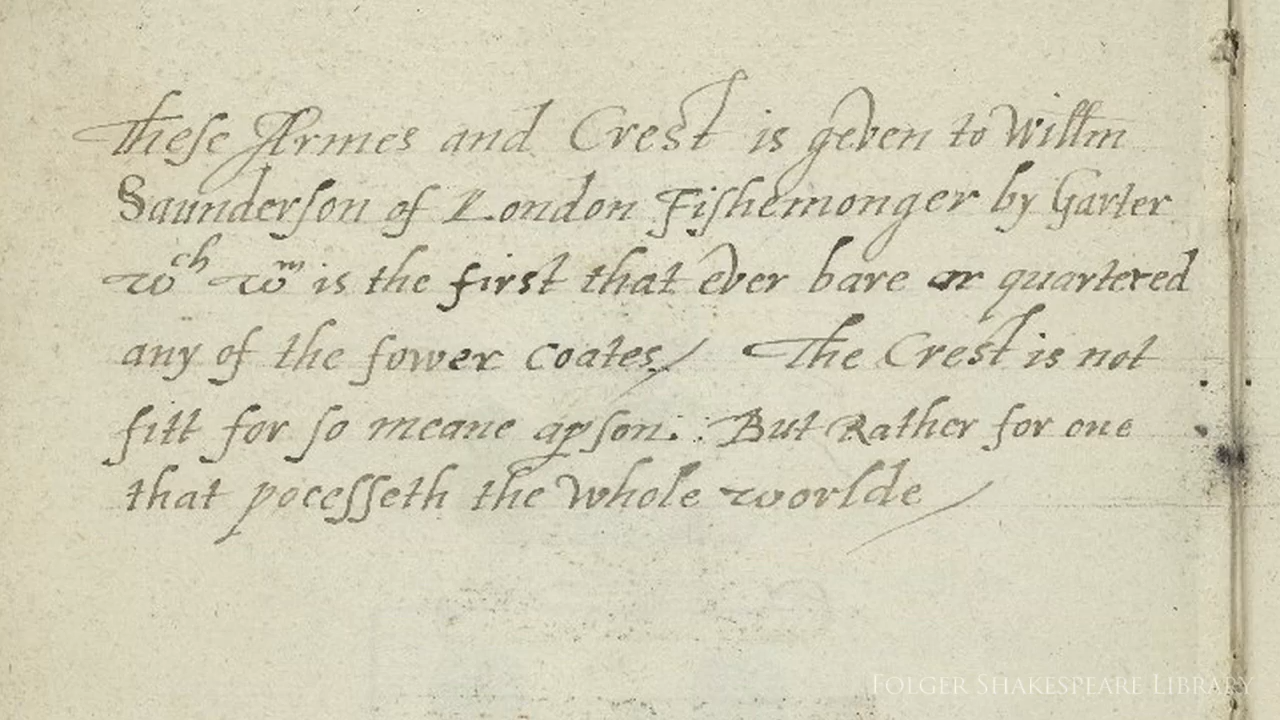 These Armes and Crest is geven to Willm
Saunderson of London Fishemonger by Garter
wch wm is the first that ever bare or quartered
any of the fower coates / The Crest is not
fitt for so meane a ꝑson. But Rather for one
that pocesseth the whole worlde /
FOLGER SHAKESPEARE LIBRARY